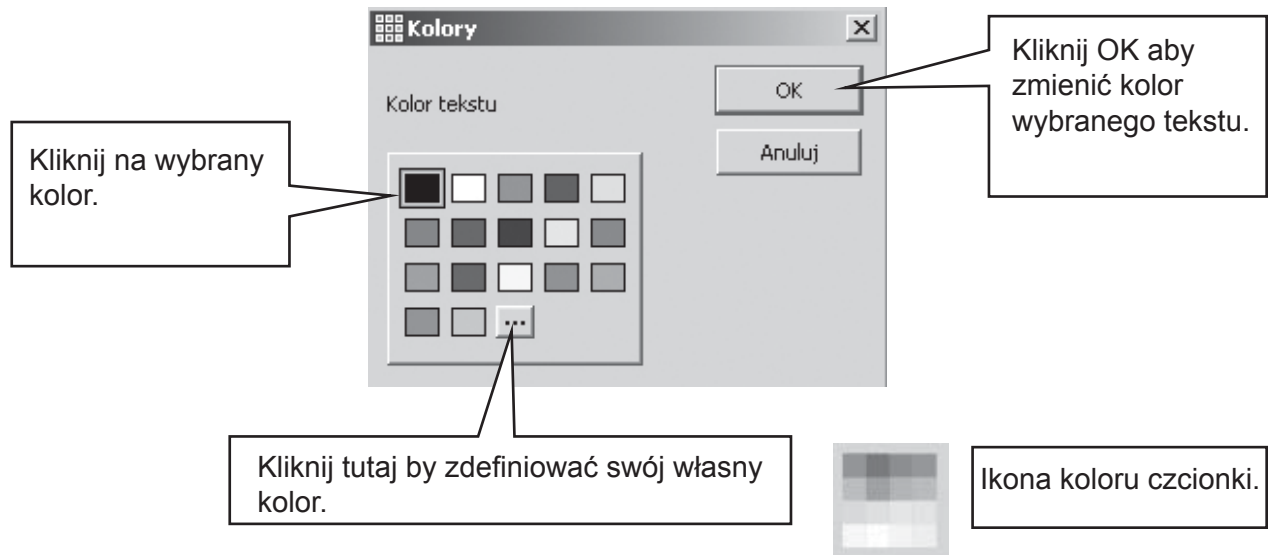 Kolory
Kliknij OK aby
zmienić kolor
wybranego tekstu.
OK
Kolor tekstu
Anuluj
Kliknij na wybrany
kolor.
...
Kliknij tutaj by zdefiniować swój własny
kolor.
Ikona koloru czcionki.